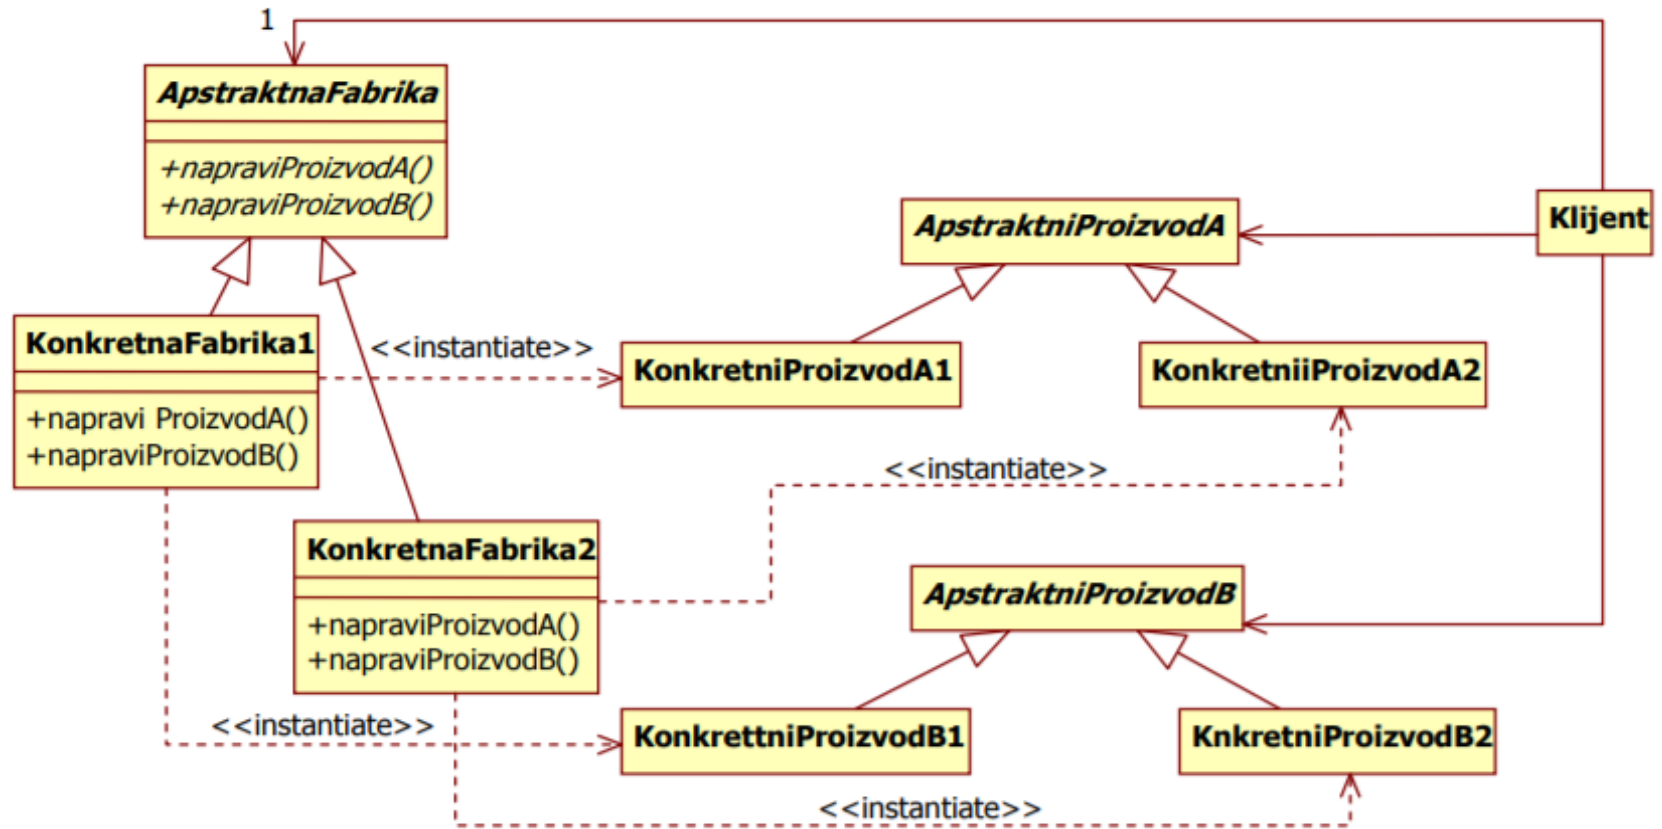 1
ApstraktnaFabrika
+napraviProizvodA()
+napraviProizvodB()
ApstraktniProizvodA
Klijent
KonkretnaFabrika1
+napravi ProizvodA()
+napraviProizvodB()
<<instantiate>>
KonkretniProizvodA1
KonkretniiProizvodA2
<<instantiate>>
KonkretnaFabrika2
+napraviProizvodA()
+napraviProizvodB()
ApstraktniProizvodB
<<instantiate>>
KonkrettniProizvodB1
KnkretniProizvodB2
<<instantiate>>